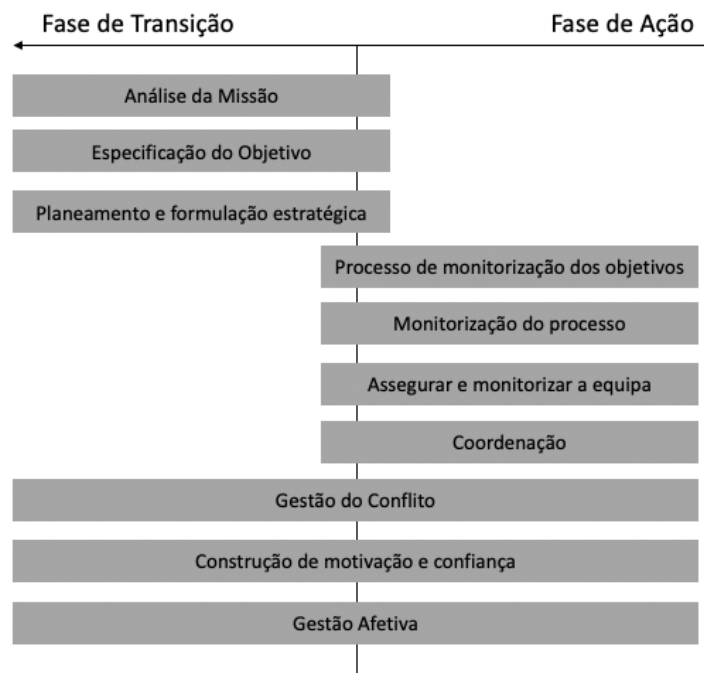 Fase de Transição
Fase de Ação
Análise da Missão
Especificação do Objetivo
Planeamento e formulação estratégica
Processo de monitorização dos objetivos
Monitorização do processo
Assegurar e monitorizar a equipa
Coordenação
Gestão do Conflito
Construção de motivação e confiança
Gestão Afetiva